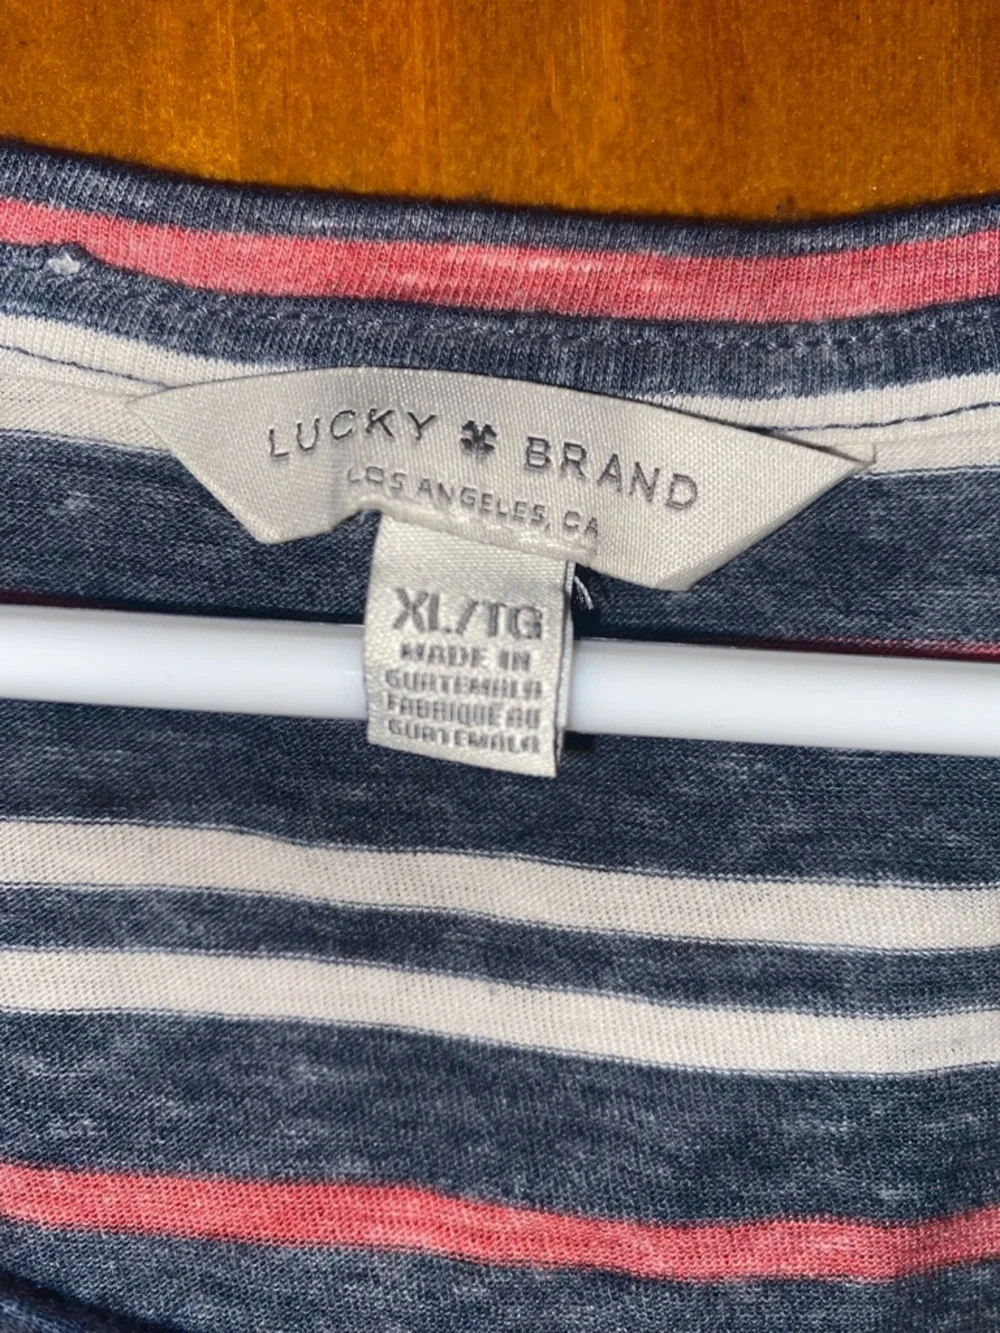 LUCKY BRAND
LOS ANGELES, CA
XL/TG
MADE IN
GUATEMALA
FABRIQUE AU
GUATEMALA